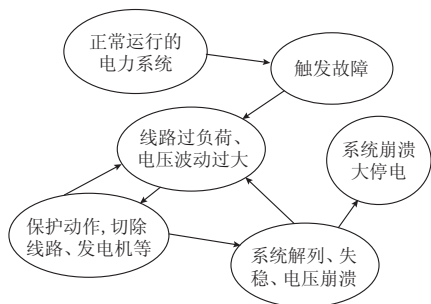 正常运行的
电力系统
触发故障
线路过负荷、
电压波动过大
系统崩溃
大停电
保护动作,切除
线路、发电机等
系统解列、失
稳、电压崩溃